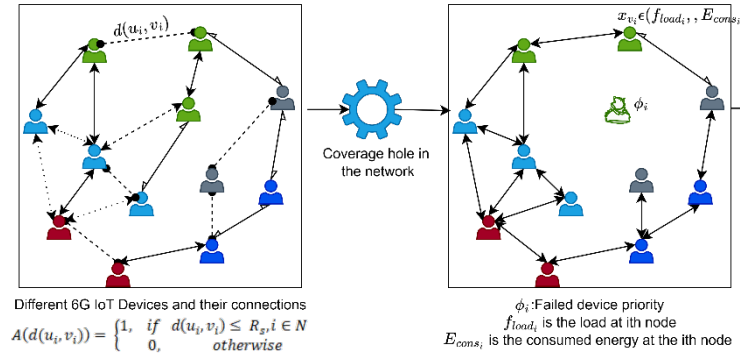 d(u_i, v_i)
x_{v_i}ϵ(f_{load_i}, , E_{cons_i}
ϕ_i
Coverage hole in
the network
Different 6G IoT Devices and their connections
A(d(u_i, v_i)) = {1, if d(u_i, v_i) ≤ R_s, i ∈ N
0, otherwise
ϕ_i:Failed device priority
f_{load_i} is the load at ith node
E_{cons_i} is the consumed energy at the ith node